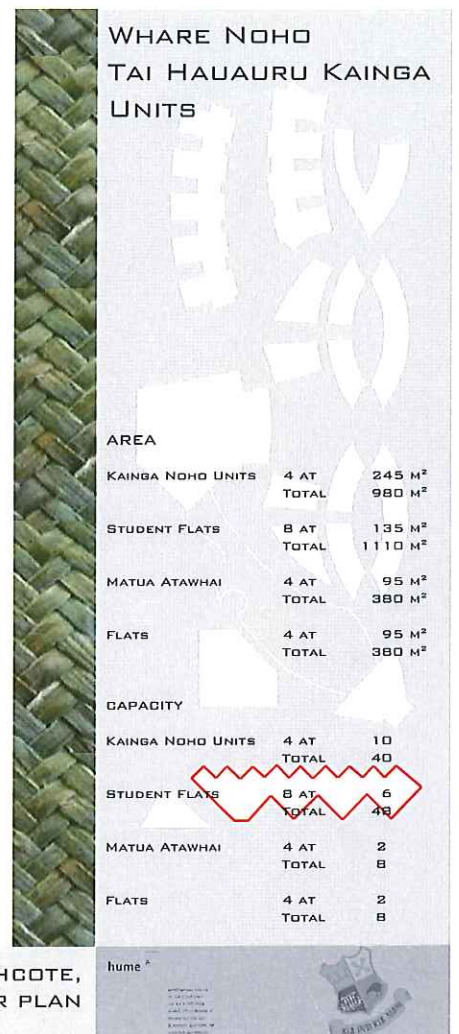 WHARE NOHO
TAI HAUAURU KAINGA
UNITS
AREA
KAINGA NOHO UNITS 4 AT 245 M²
TOTAL 980 M²
STUDENT FLATS 8 AT 135 M²
TOTAL 1110 M²
MATUA ATAWHAI 4 AT 95 M²
TOTAL 380 M²
FLATS 4 AT 95 M²
TOTAL 380 M²
CAPACITY
KAINGA NOHO UNITS 4 AT 10
TOTAL 40
STUDENT FLATS 8 AT 6
TOTAL 48
MATUA ATAWHAI 4 AT 2
TOTAL 8
FLATS 4 AT 2
TOTAL 8
HCOTE,
R PLAN
hume